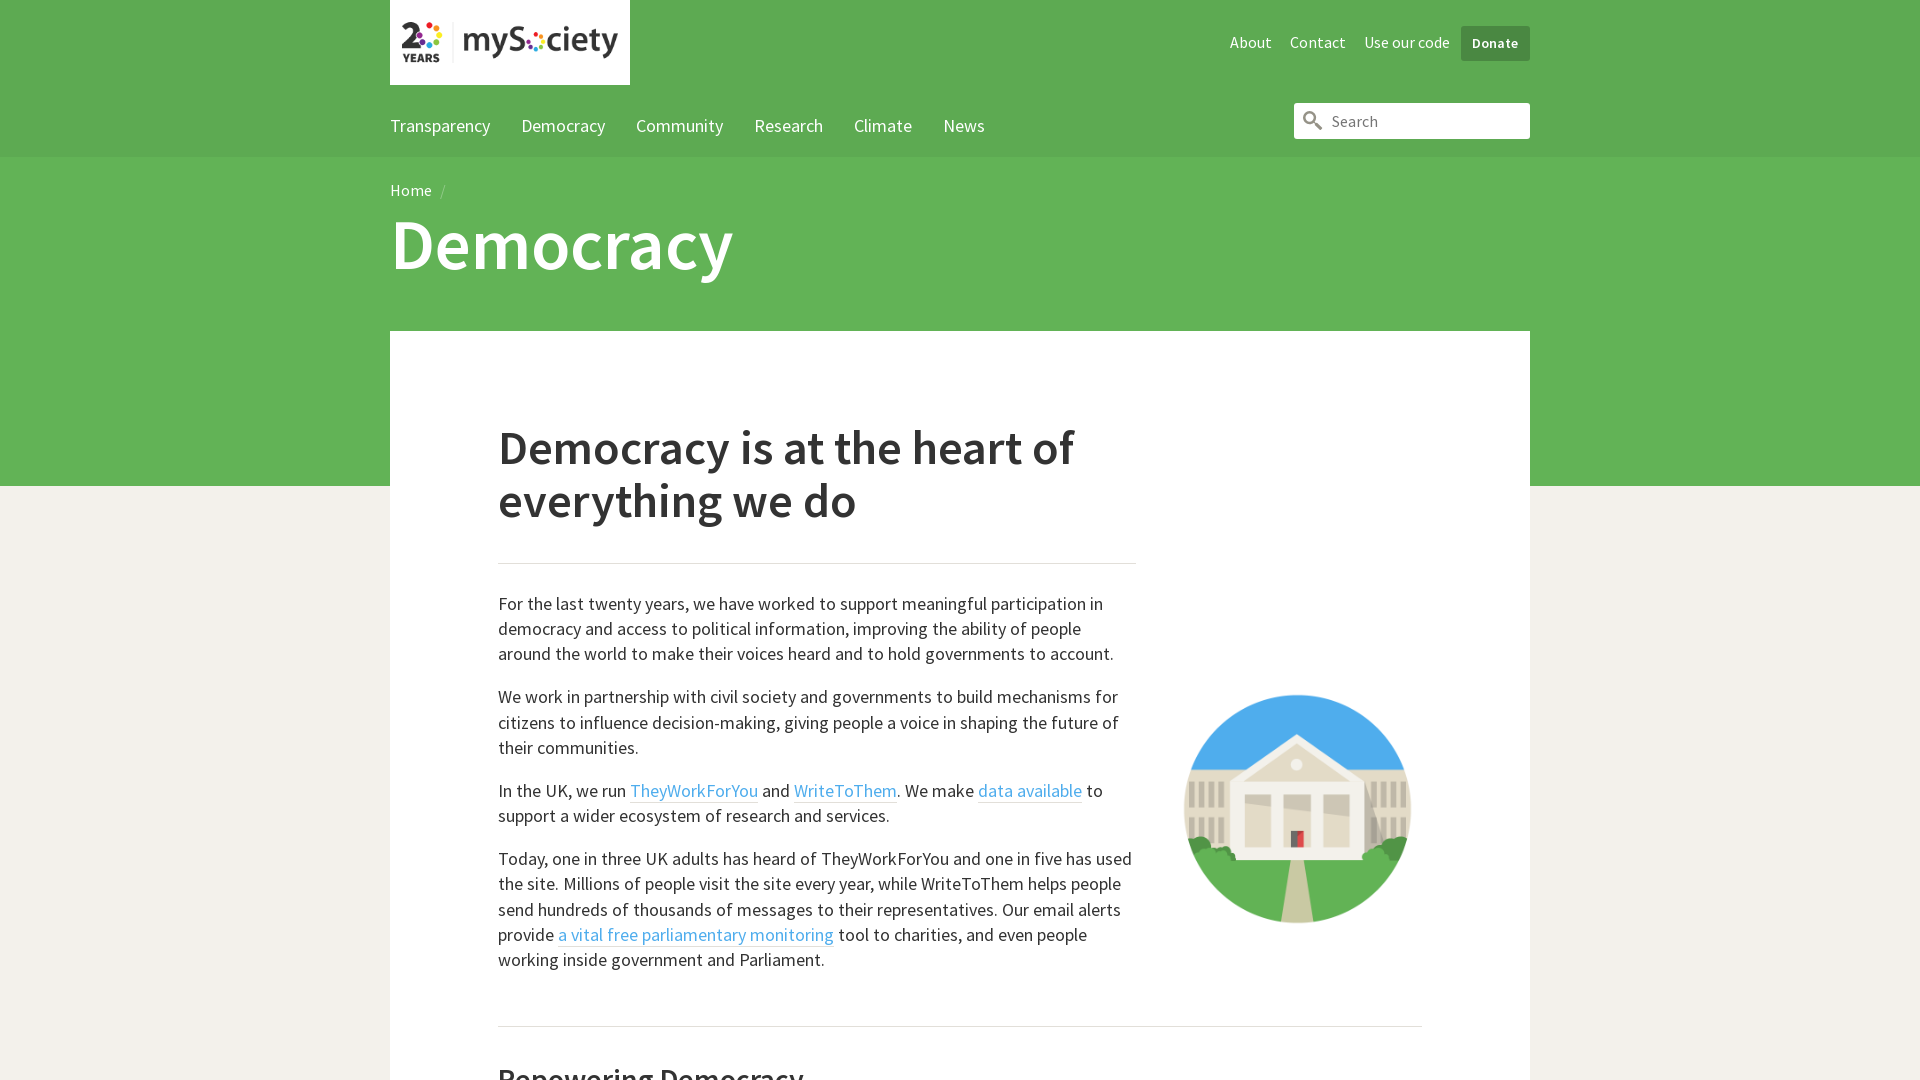 20 YEARS mySociety
About Contact Use our code Donate
Transparency Democracy Community Research Climate News Search
Home /
Democracy
Democracy is at the heart of
everything we do
For the last twenty years, we have worked to support meaningful participation in
democracy and access to political information, improving the ability of people
around the world to make their voices heard and to hold governments to account.
We work in partnership with civil society and governments to build mechanisms for
citizens to influence decision-making, giving people a voice in shaping the future of
their communities.
In the UK, we run TheyWorkForYou and WriteToThem. We make data available to
support a wider ecosystem of research and services.
Today, one in three UK adults has heard of TheyWorkForYou and one in five has used
the site. Millions of people visit the site every year, while WriteToThem helps people
send hundreds of thousands of messages to their representatives. Our email alerts
provide a vital free parliamentary monitoring tool to charities, and even people
working inside government and Parliament.
Repowering Democracy